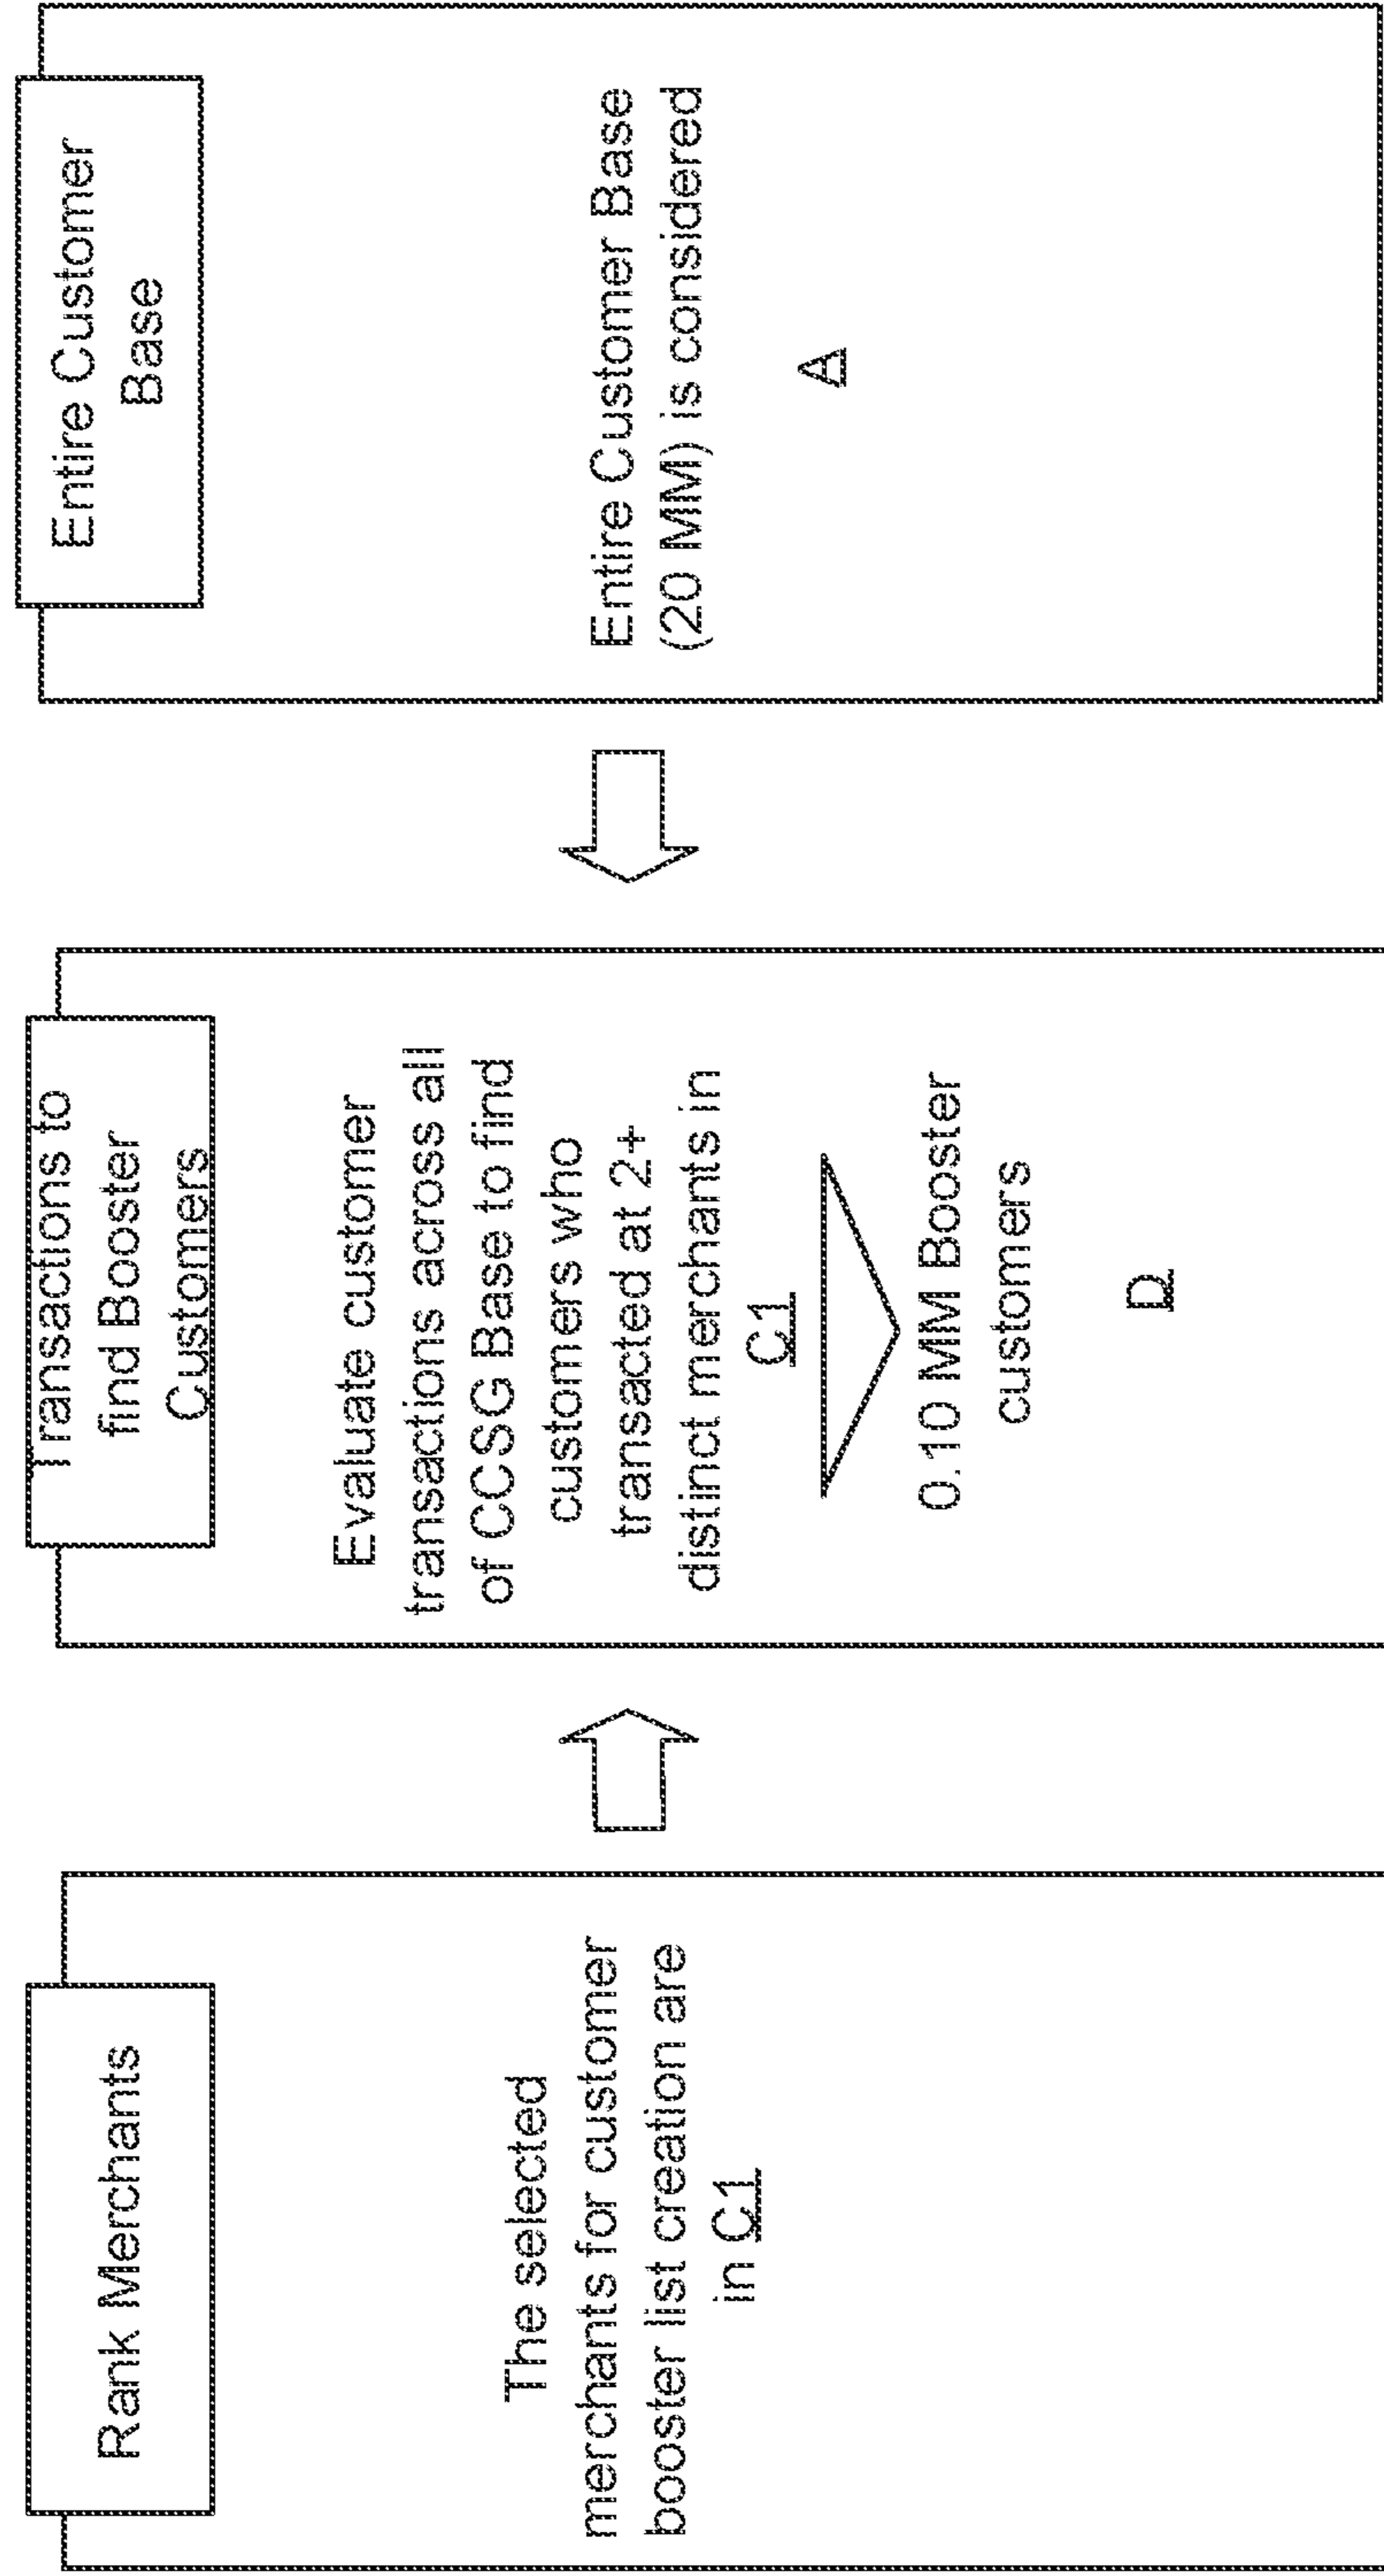 Rank Merchants
The selected
merchants for customer
booster list creation are
in C1
Transactions to
find Booster
Customers
Evaluate customer
transactions across all
of CCSG Base to find
customers who
transacted at 2+
distinct merchants in
C1
0.10 MM Booster
customers
D
Entire Customer
Base
Entire Customer Base
(20 MM) is considered
A